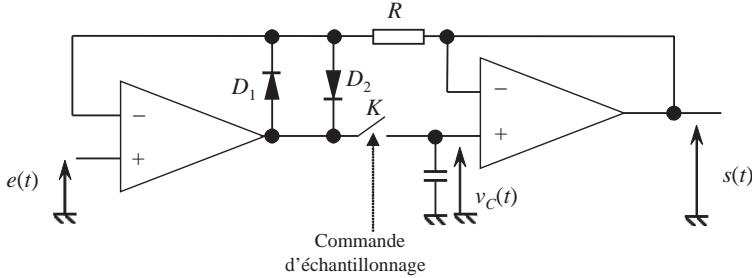 R
D1
D2
K
−
+
−
+
e(t)
vC(t)
s(t)
Commande
d'échantillonnage